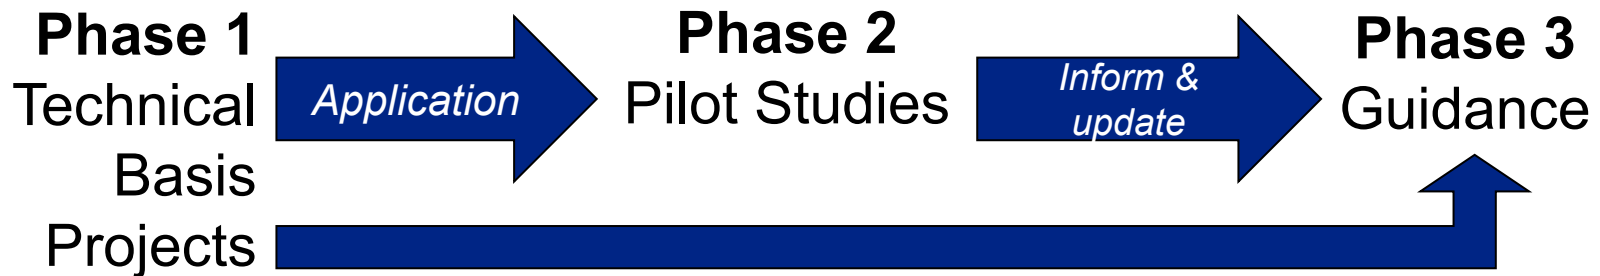 Phase 1
Technical
Basis
Projects
Application
Phase 2
Pilot Studies
Inform &
update
Phase 3
Guidance